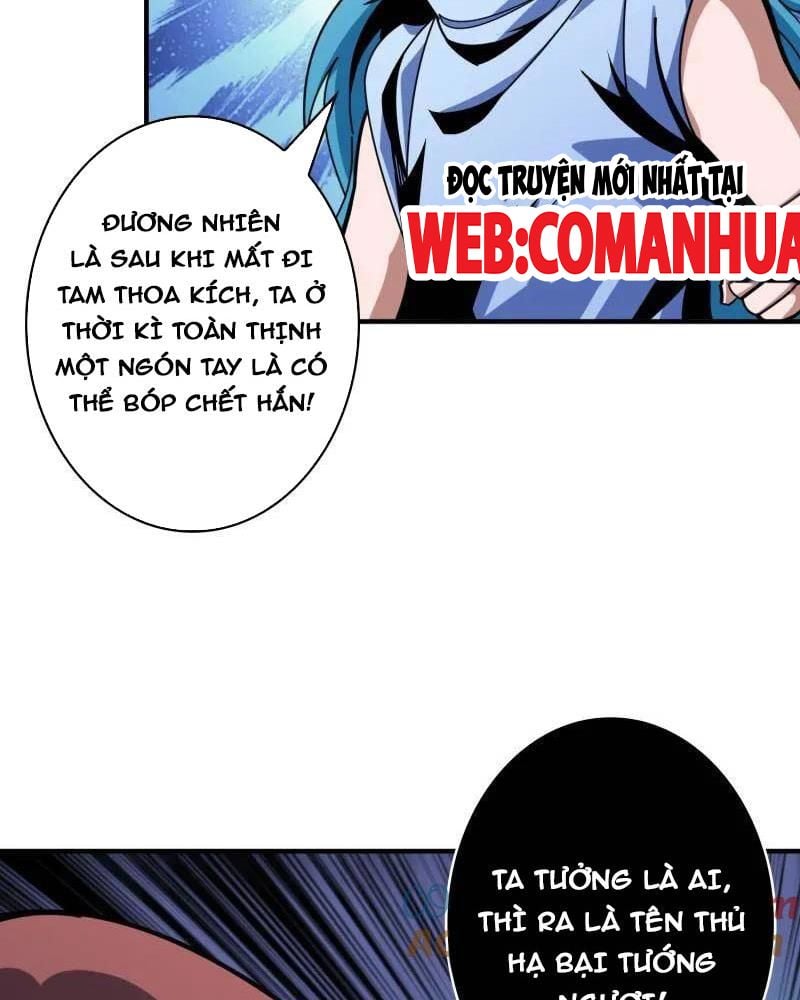 ĐỌC TRUYỆN MỚI NHẤT TẠI
WEB:COMANHUA
ĐƯƠNG NHIÊN
LÀ SAU KHI MẤT ĐI
TAM THOA KÍCH, TA Ở
THỜI KÌ TOÀN THỊNH
MỘT NGÓN TAY LÀ CÓ
THỂ BÓP CHẾT HẮN!
TA TƯỞNG LÀ AI,
THÌ RA LÀ TÊN THỦ
HẠ BẠI TƯỚNG
NGƯƠI!